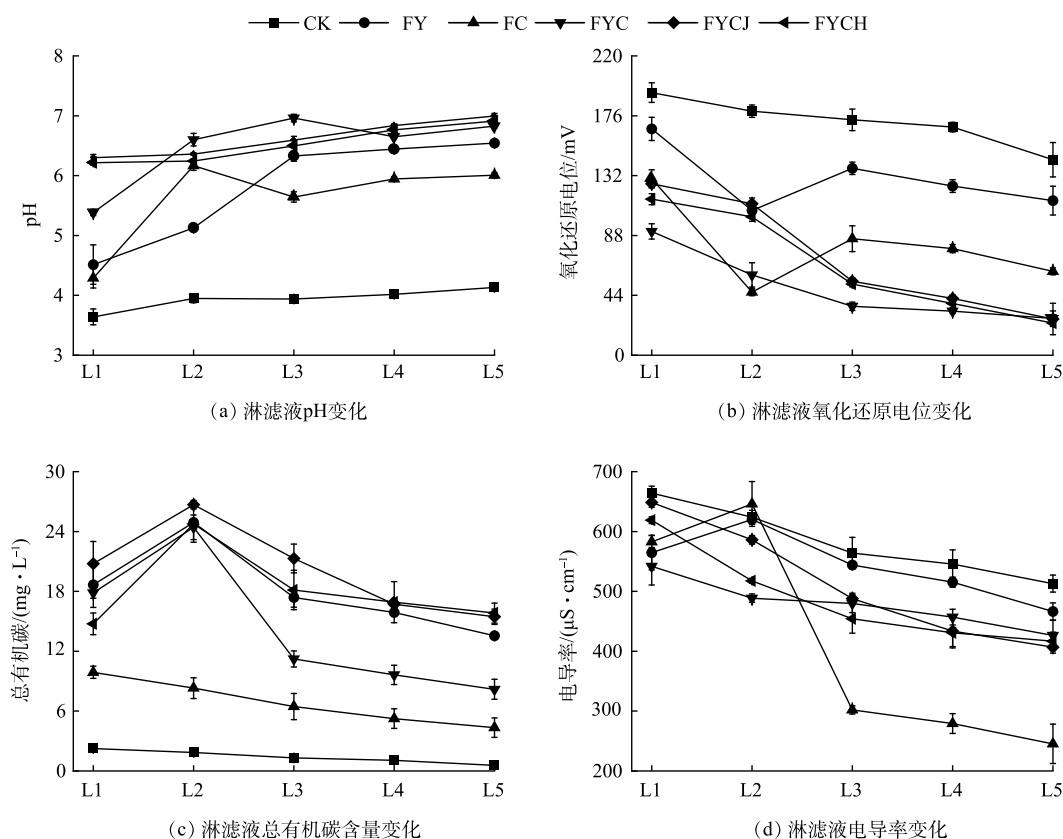 CK FY FC FYC FYCJ FYCH
8
7
6
5
4
3
pH
L1 L2 L3 L4 L5
(a) 淋滤液pH变化
220
176
132
88
44
0
氧化还原电位/mV
L1 L2 L3 L4 L5
(b) 淋滤液氧化还原电位变化
30
24
18
12
6
0
总有机碳/(mg·L⁻¹)
L1 L2 L3 L4 L5
(c) 淋滤液总有机碳含量变化
700
600
500
400
300
200
电导率/(μS·cm⁻¹)
L1 L2 L3 L4 L5
(d) 淋滤液电导率变化